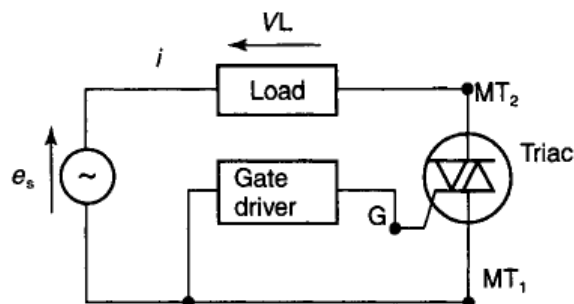 VL
i
Load
MT₂
Triac
eₛ
~
Gate
driver
G
MT₁